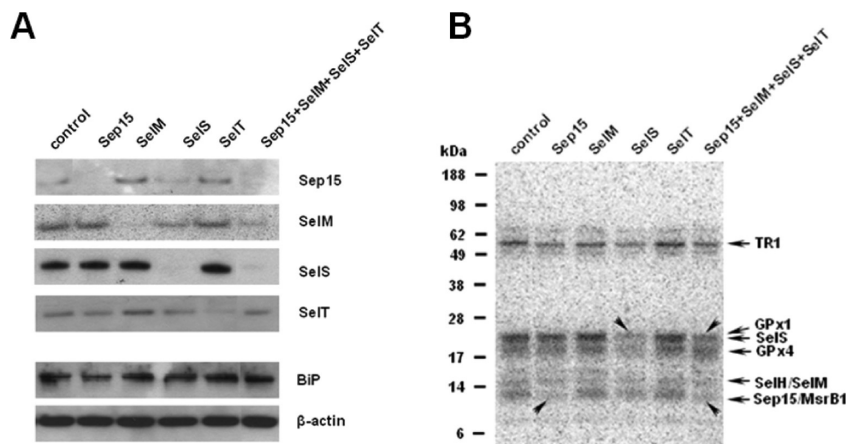 A
control
Sep15
SelM
SelS
SelT
Sep15+SelM+SelS+SelT
Sep15
SelM
SelS
SelT
BiP
β-actin
B
control
Sep15
SelM
SelS
SelT
Sep15+SelM+SelS+SelT
kDa
188
98
62
49
38
28
17
14
6
TR1
GPx1
SelS
GPx4
SelH/SelM
Sep15/MsrB1